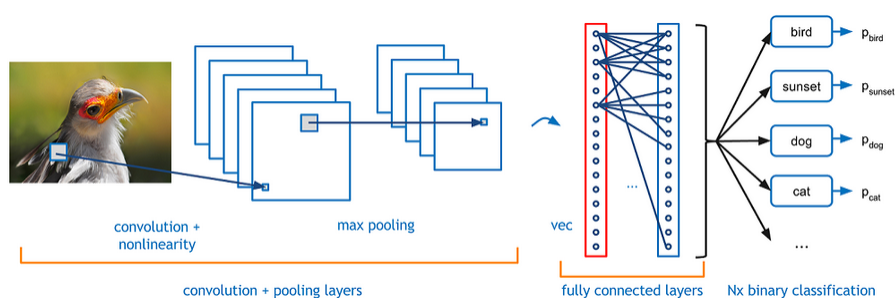 bird
p_bird
sunset
p_sunset
dog
p_dog
cat
p_cat
...
...
convolution +
nonlinearity
max pooling
vec
convolution + pooling layers
fully connected layers
Nx binary classification